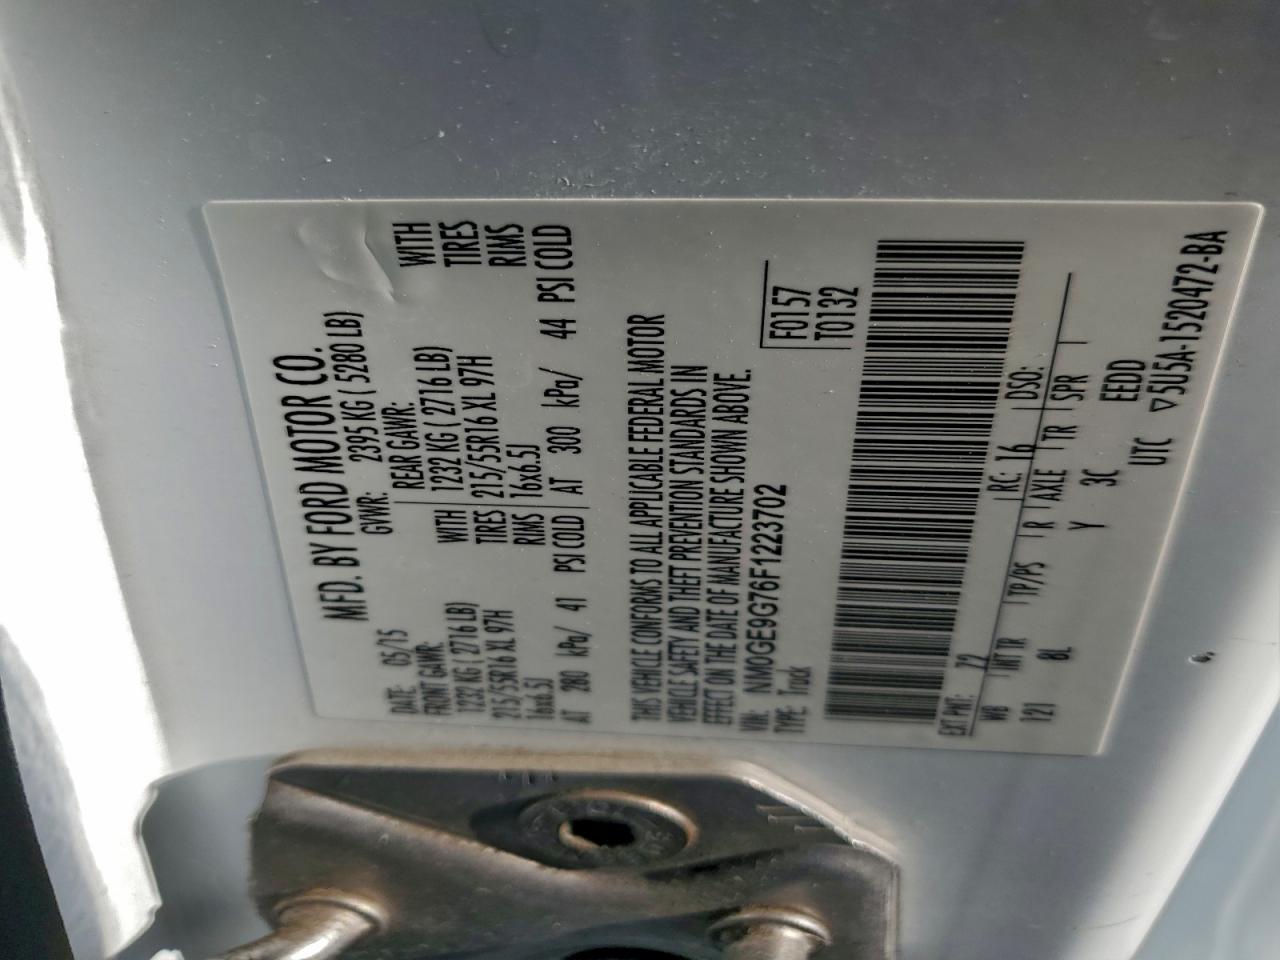 MFD. BY FORD MOTOR CO.
DATE: 05/15 GVWR: 2395 KG ( 5280 LB)
FRONT GAWR: REAR GAWR:
1232 KG ( 2716 LB) WITH 1232 KG ( 2716 LB) WITH
215/55R16 XL 97H TIRES 215/55R16 XL 97H TIRES
16x6.5J RIMS 16x6.5J RIMS
AT 280 kPa/ 41 PSI COLD AT 300 kPa/ 44 PSI COLD
THIS VEHICLE CONFORMS TO ALL APPLICABLE FEDERAL MOTOR
VEHICLE SAFETY AND THEFT PREVENTION STANDARDS IN
EFFECT ON THE DATE OF MANUFACTURE SHOWN ABOVE.
VIN: NM0GE9G76F1223702 F0157
TYPE: Truck T0132
EXT PNT: Z2 RC: 16 DSO:
WB INT TR TP/PS R AXLE TR SPR
121 8L Y 3C EEDD
UTC ▽5U5A-1520472-BA